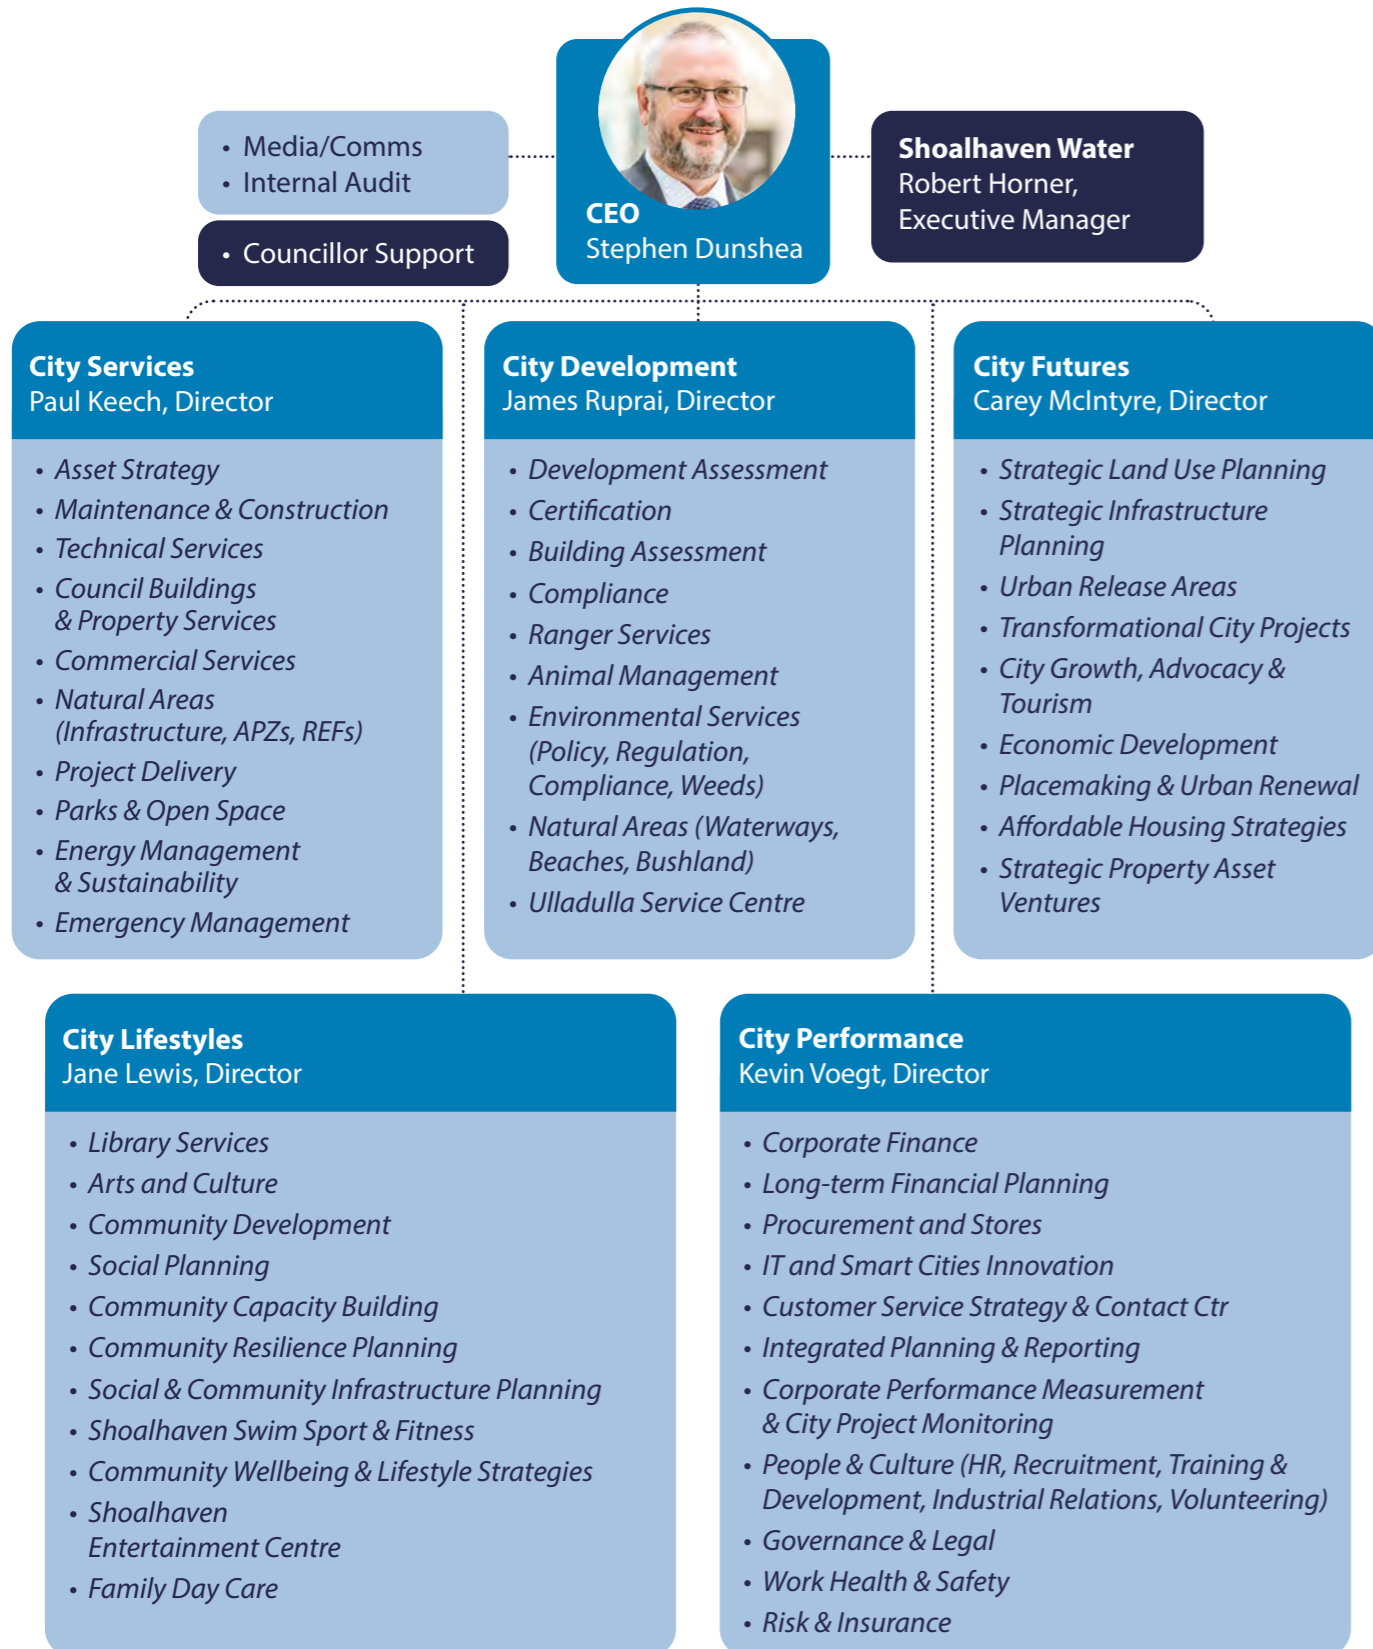 • Media/Comms
• Internal Audit
• Councillor Support
CEO
Stephen Dunshea
Shoalhaven Water
Robert Horner,
Executive Manager
City Services
Paul Keech, Director
• Asset Strategy
• Maintenance & Construction
• Technical Services
• Council Buildings
& Property Services
• Commercial Services
• Natural Areas
(Infrastructure, APZs, REFs)
• Project Delivery
• Parks & Open Space
• Energy Management
& Sustainability
• Emergency Management
City Development
James Ruprai, Director
• Development Assessment
• Certification
• Building Assessment
• Compliance
• Ranger Services
• Animal Management
• Environmental Services
(Policy, Regulation,
Compliance, Weeds)
• Natural Areas (Waterways,
Beaches, Bushland)
• Ulladulla Service Centre
City Futures
Carey McIntyre, Director
• Strategic Land Use Planning
• Strategic Infrastructure
Planning
• Urban Release Areas
• Transformational City Projects
• City Growth, Advocacy &
Tourism
• Economic Development
• Placemaking & Urban Renewal
• Affordable Housing Strategies
• Strategic Property Asset
Ventures
City Lifestyles
Jane Lewis, Director
• Library Services
• Arts and Culture
• Community Development
• Social Planning
• Community Capacity Building
• Community Resilience Planning
• Social & Community Infrastructure Planning
• Shoalhaven Swim Sport & Fitness
• Community Wellbeing & Lifestyle Strategies
• Shoalhaven
Entertainment Centre
• Family Day Care
City Performance
Kevin Voegt, Director
• Corporate Finance
• Long-term Financial Planning
• Procurement and Stores
• IT and Smart Cities Innovation
• Customer Service Strategy & Contact Ctr
• Integrated Planning & Reporting
• Corporate Performance Measurement
& City Project Monitoring
• People & Culture (HR, Recruitment, Training &
Development, Industrial Relations, Volunteering)
• Governance & Legal
• Work Health & Safety
• Risk & Insurance